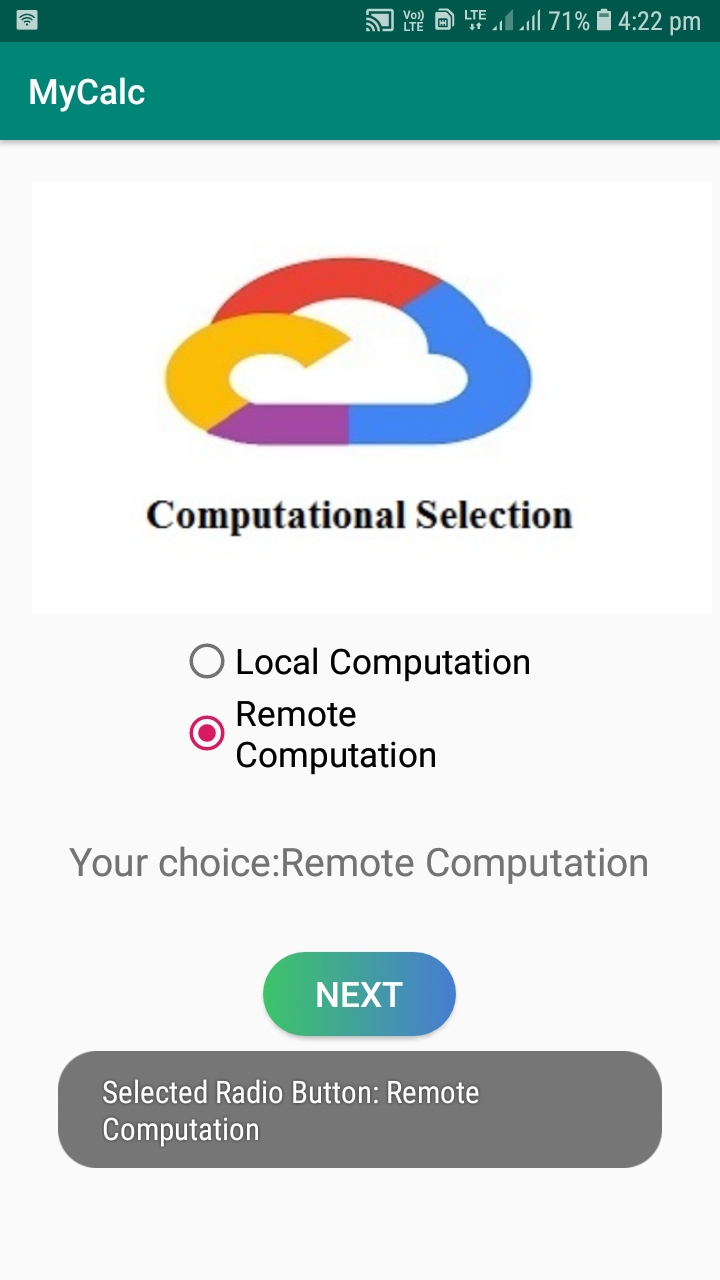 Vo)) LTE LTE 71% 4:22 pm
MyCalc
Computational Selection
Local Computation
Remote
Computation
Your choice:Remote Computation
NEXT
Selected Radio Button: Remote
Computation